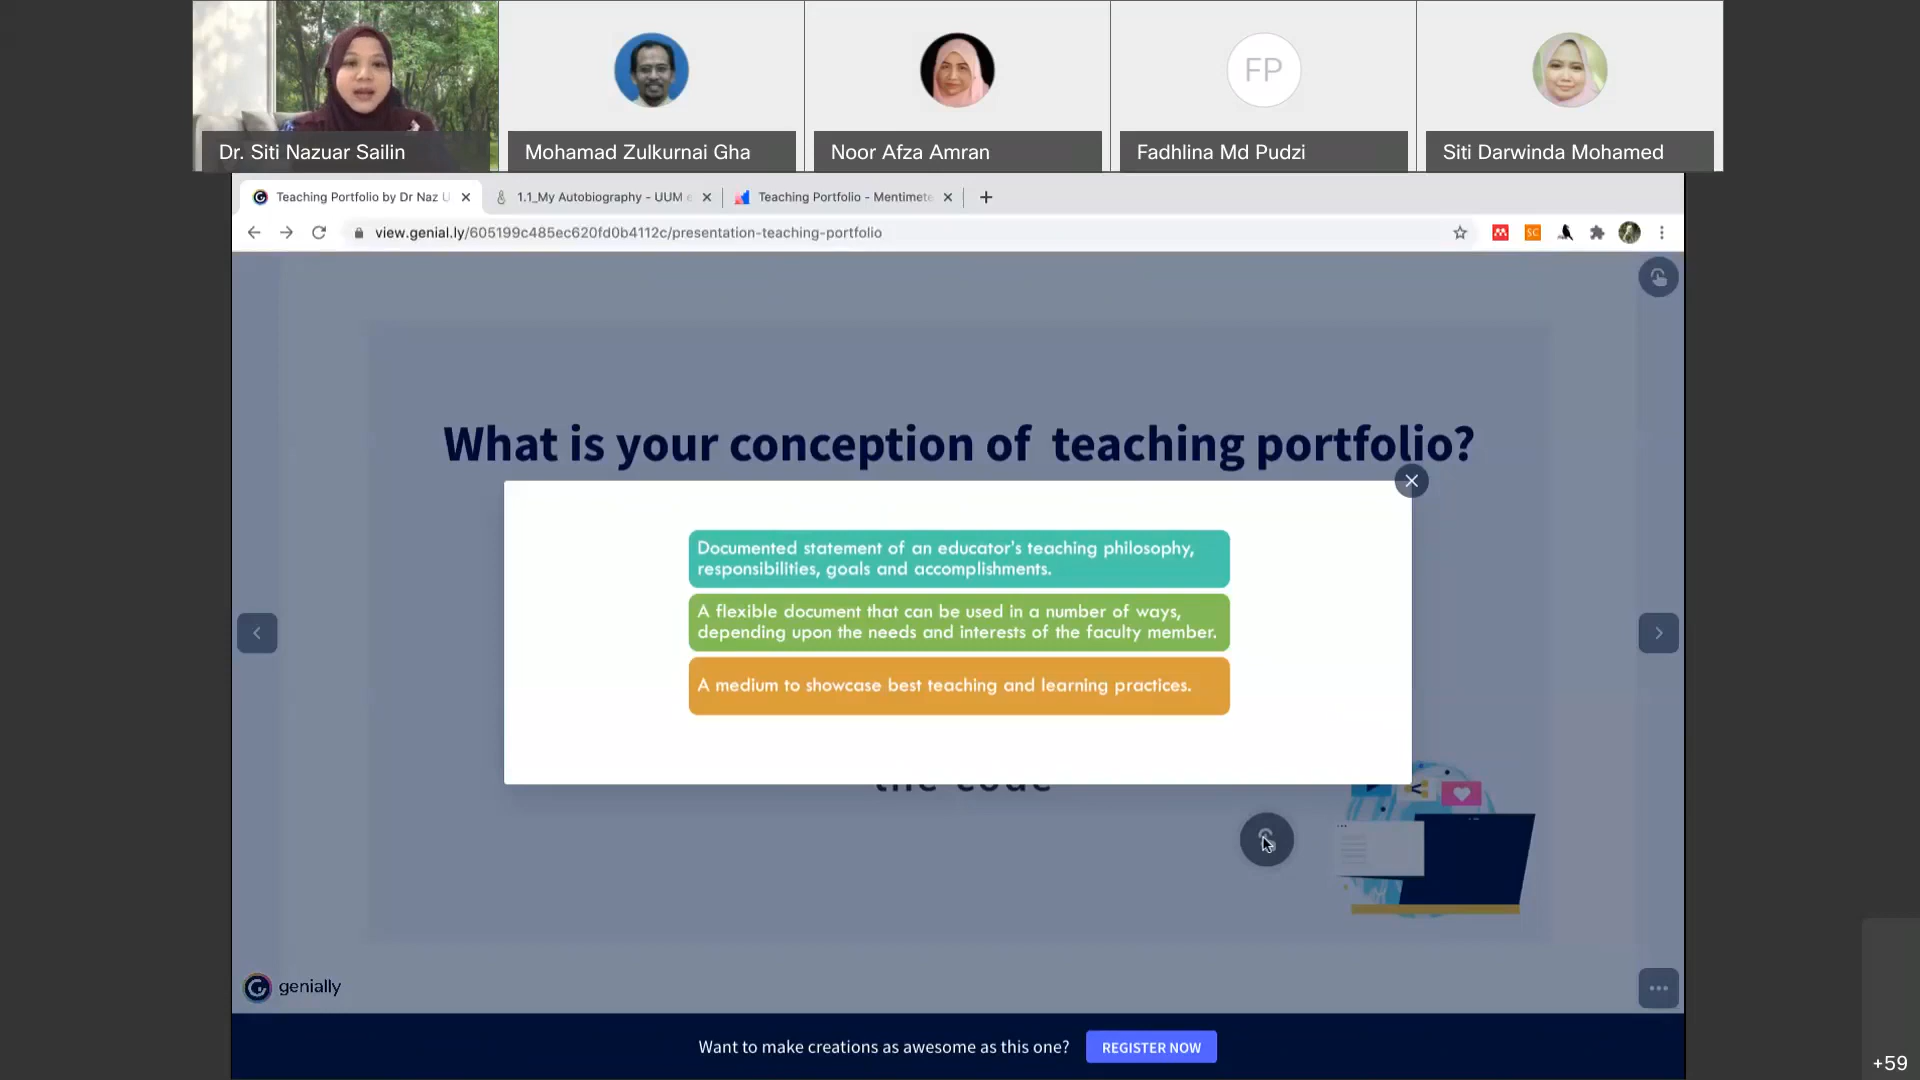 Dr. Siti Nazuar Sailin
Mohamad Zulkurnai Gha
Noor Afza Amran
FP
Fadhlina Md Pudzi
Siti Darwinda Mohamed
Teaching Portfolio by Dr Naz U
1.1_My Autobiography - UUM e
Teaching Portfolio - Mentimete
view.genial.ly/605199c485ec620fd0b4112c/presentation-teaching-portfolio
SC
What is your conception of teaching portfolio?
Documented statement of an educator's teaching philosophy,
responsibilities, goals and accomplishments.
A flexible document that can be used in a number of ways,
depending upon the needs and interests of the faculty member.
A medium to showcase best teaching and learning practices.
the code
genially
Want to make creations as awesome as this one?
REGISTER NOW
+59